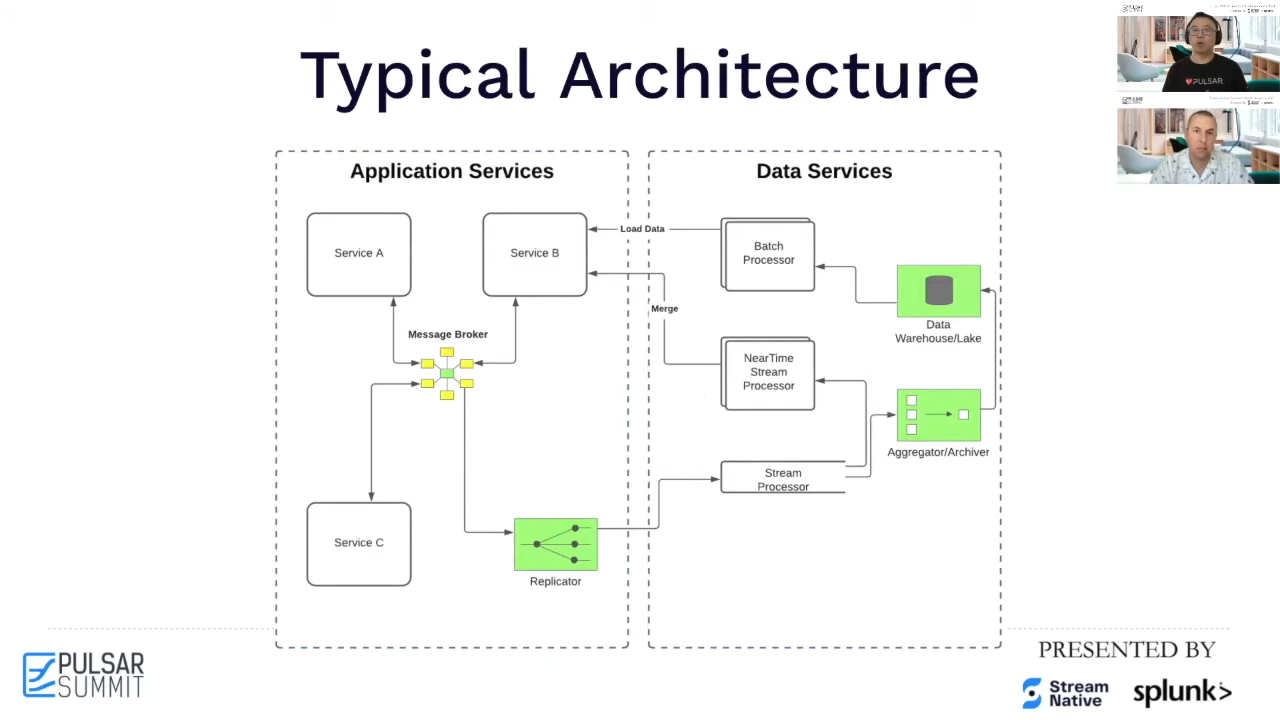 Typical Architecture
Application Services
Data Services
Service A
Service B
Load Data
Batch
Processor
Merge
Data
Warehouse/Lake
Message Broker
NearTime
Stream
Processor
Aggregator/Archiver
Stream
Processor
Service C
Replicator
PULSAR
SUMMIT
PRESENTED BY
Stream
Native
splunk>
PULSAR